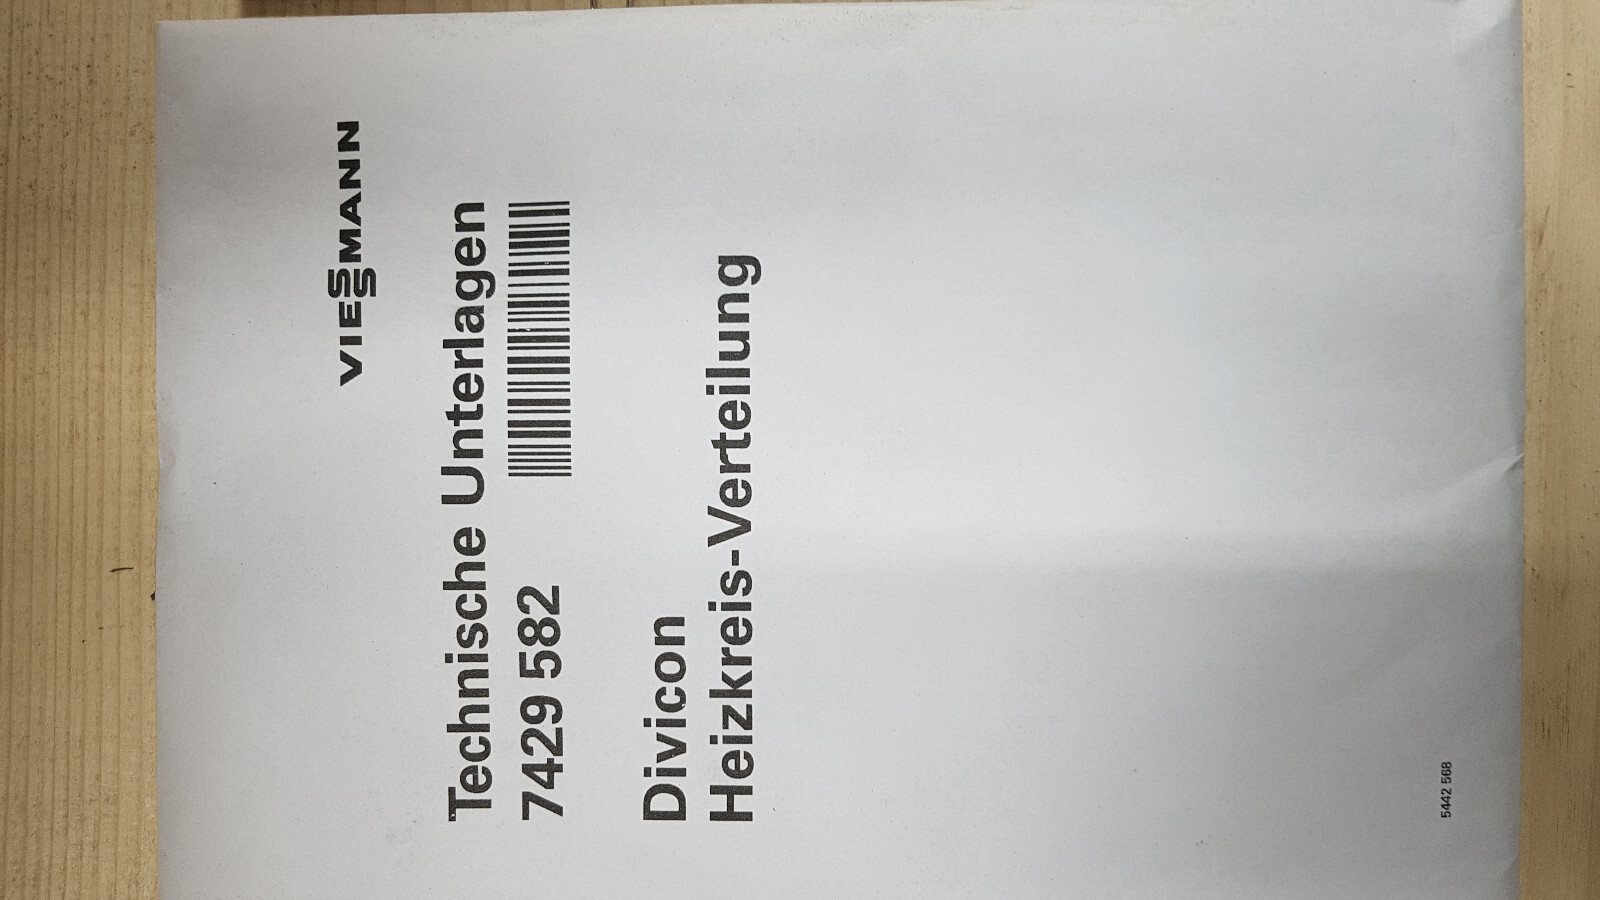 VIESSMANN
Technische Unterlagen
7429 582
Divicon
Heizkreis-Verteilung
5442 568